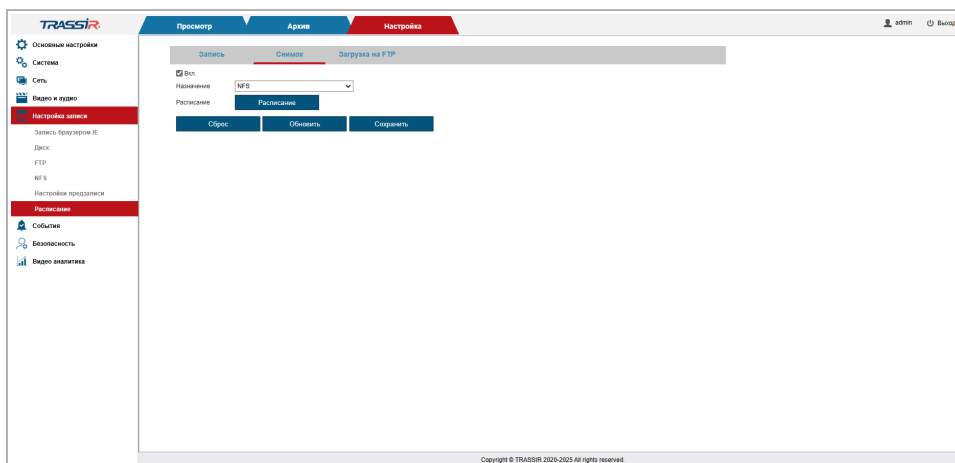 TRASSIR
Просмотр
Архив
Настройка
admin
Выход
Основные настройки
Система
Сеть
Видео и аудио
Настройка записи
Запись браузером IE
Диск
FTP
NFS
Настройки предзаписи
Расписание
События
Безопасность
Видео аналитика
Запись
Снимок
Загрузка на FTP
Вкл.
Назначение NFS
Расписание Расписание
Сброс Обновить Сохранить
Copyright © TRASSIR 2020-2025 All rights reserved.